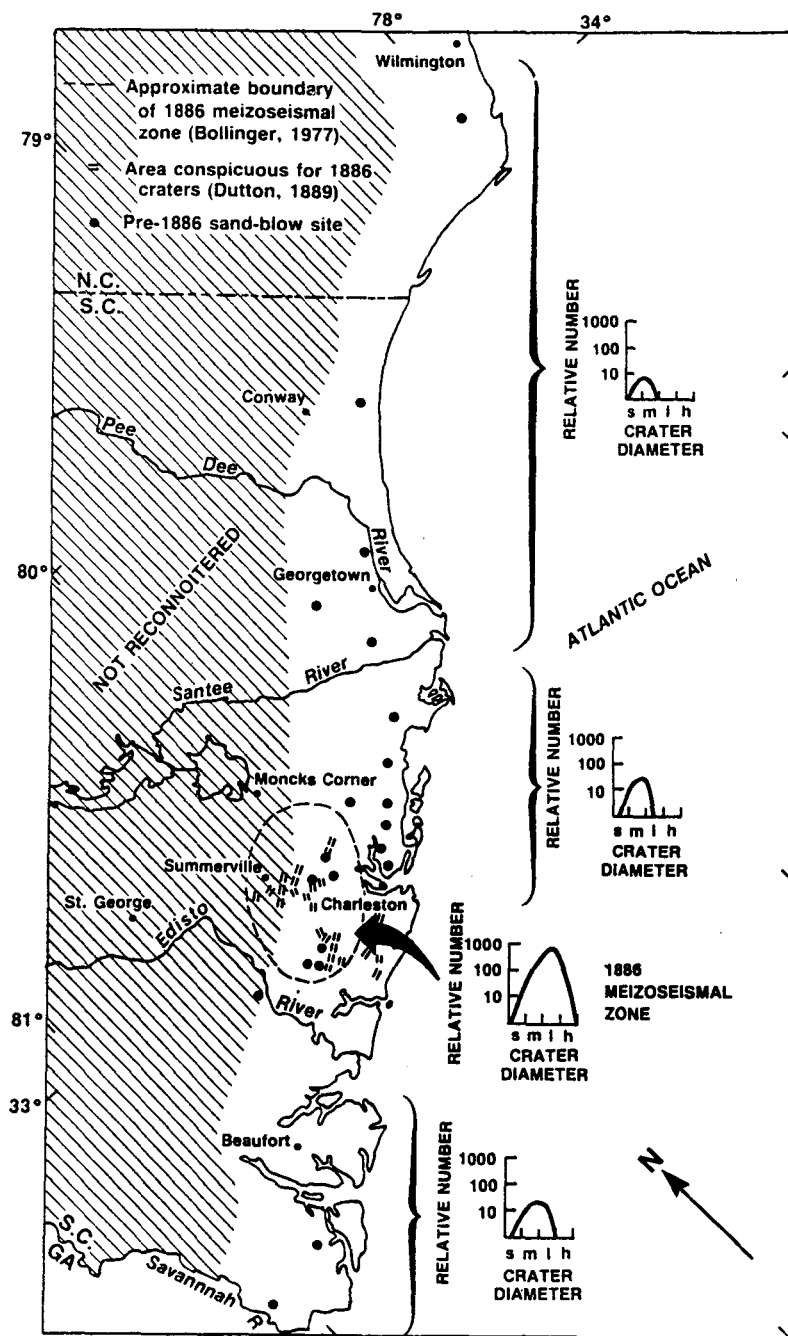 78°
34°
Wilmington
Approximate boundary
of 1886 meizoseismal
zone (Bollinger, 1977)
79°
Area conspicuous for 1886
craters (Dutton, 1889)
Pre-1886 sand-blow site
N.C.
S.C.
RELATIVE NUMBER
1000
100
10
s m l h
CRATER
DIAMETER
Conway
Pee
Dee
River
NOT RECONNOITERED
80°
Georgetown
ATLANTIC OCEAN
River
Santee
RELATIVE NUMBER
1000
100
10
s m l h
CRATER
DIAMETER
Moncks Corner
Summerville
St. George
Charleston
Edisto
River
RELATIVE NUMBER
1000
100
10
s m l h
CRATER
DIAMETER
1886
MEIZOSEISMAL
ZONE
81°
33°
Beaufort
RELATIVE NUMBER
1000
100
10
s m l h
CRATER
DIAMETER
N
S.C.
GA
Savannnah R.